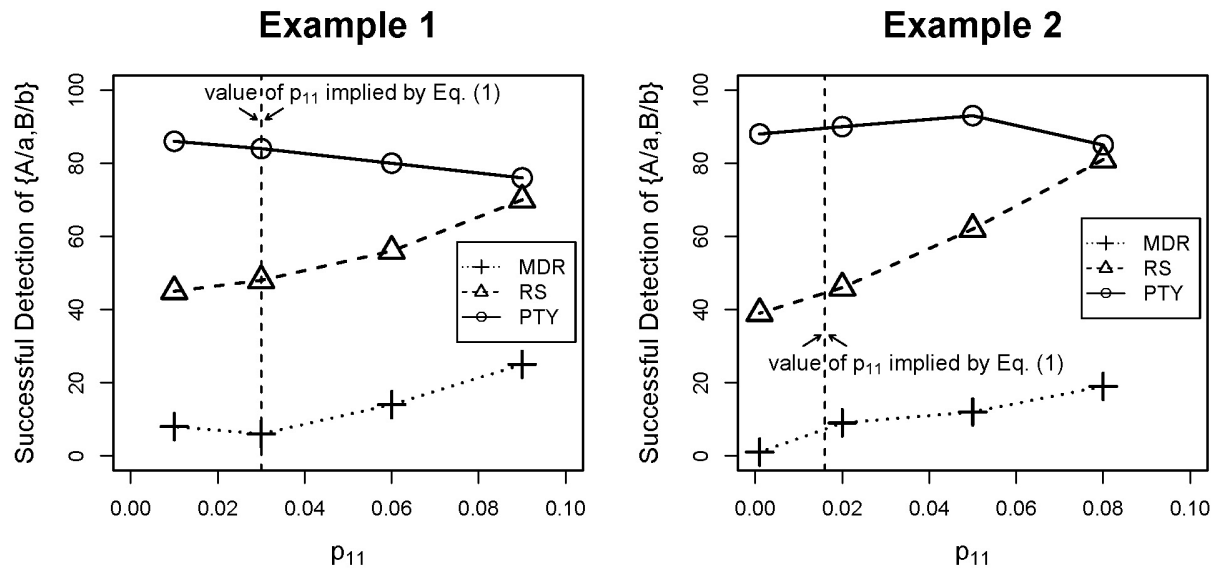 Example 1
Successful Detection of {A/a,B/b}
100
80
60
40
20
0
value of p₁₁ implied by Eq. (1)
MDR
RS
PTY
0.00 0.02 0.04 0.06 0.08 0.10
p₁₁
Example 2
Successful Detection of {A/a,B/b}
100
80
60
40
20
0
MDR
RS
PTY
value of p₁₁ implied by Eq. (1)
0.00 0.02 0.04 0.06 0.08 0.10
p₁₁